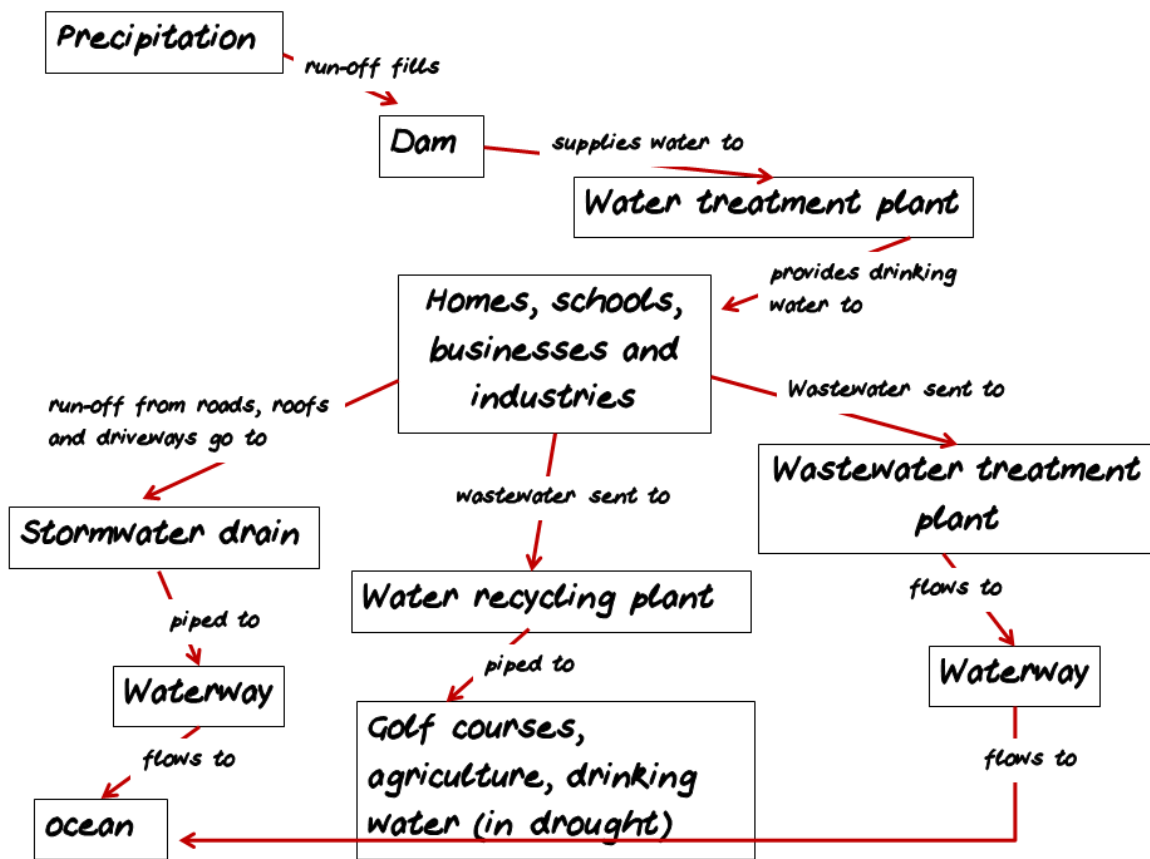 Precipitation
run-off fills
Dam
supplies water to
Water treatment plant
provides drinking
water to
Homes, schools,
businesses and
industries
run-off from roads, roofs
and driveways go to
Wastewater sent to
wastewater sent to
Stormwater drain
Wastewater treatment
plant
piped to
Water recycling plant
flows to
Waterway
piped to
Waterway
flows to
Golf courses,
agriculture, drinking
water (in drought)
flows to
ocean